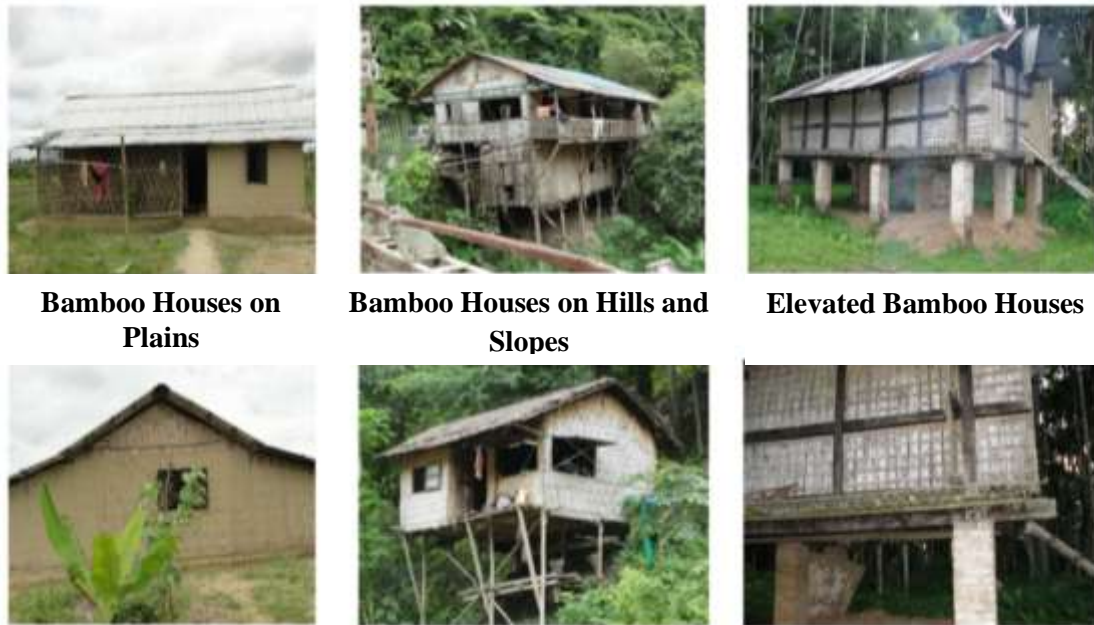 Bamboo Houses on
Plains
Bamboo Houses on Hills and
Slopes
Elevated Bamboo Houses